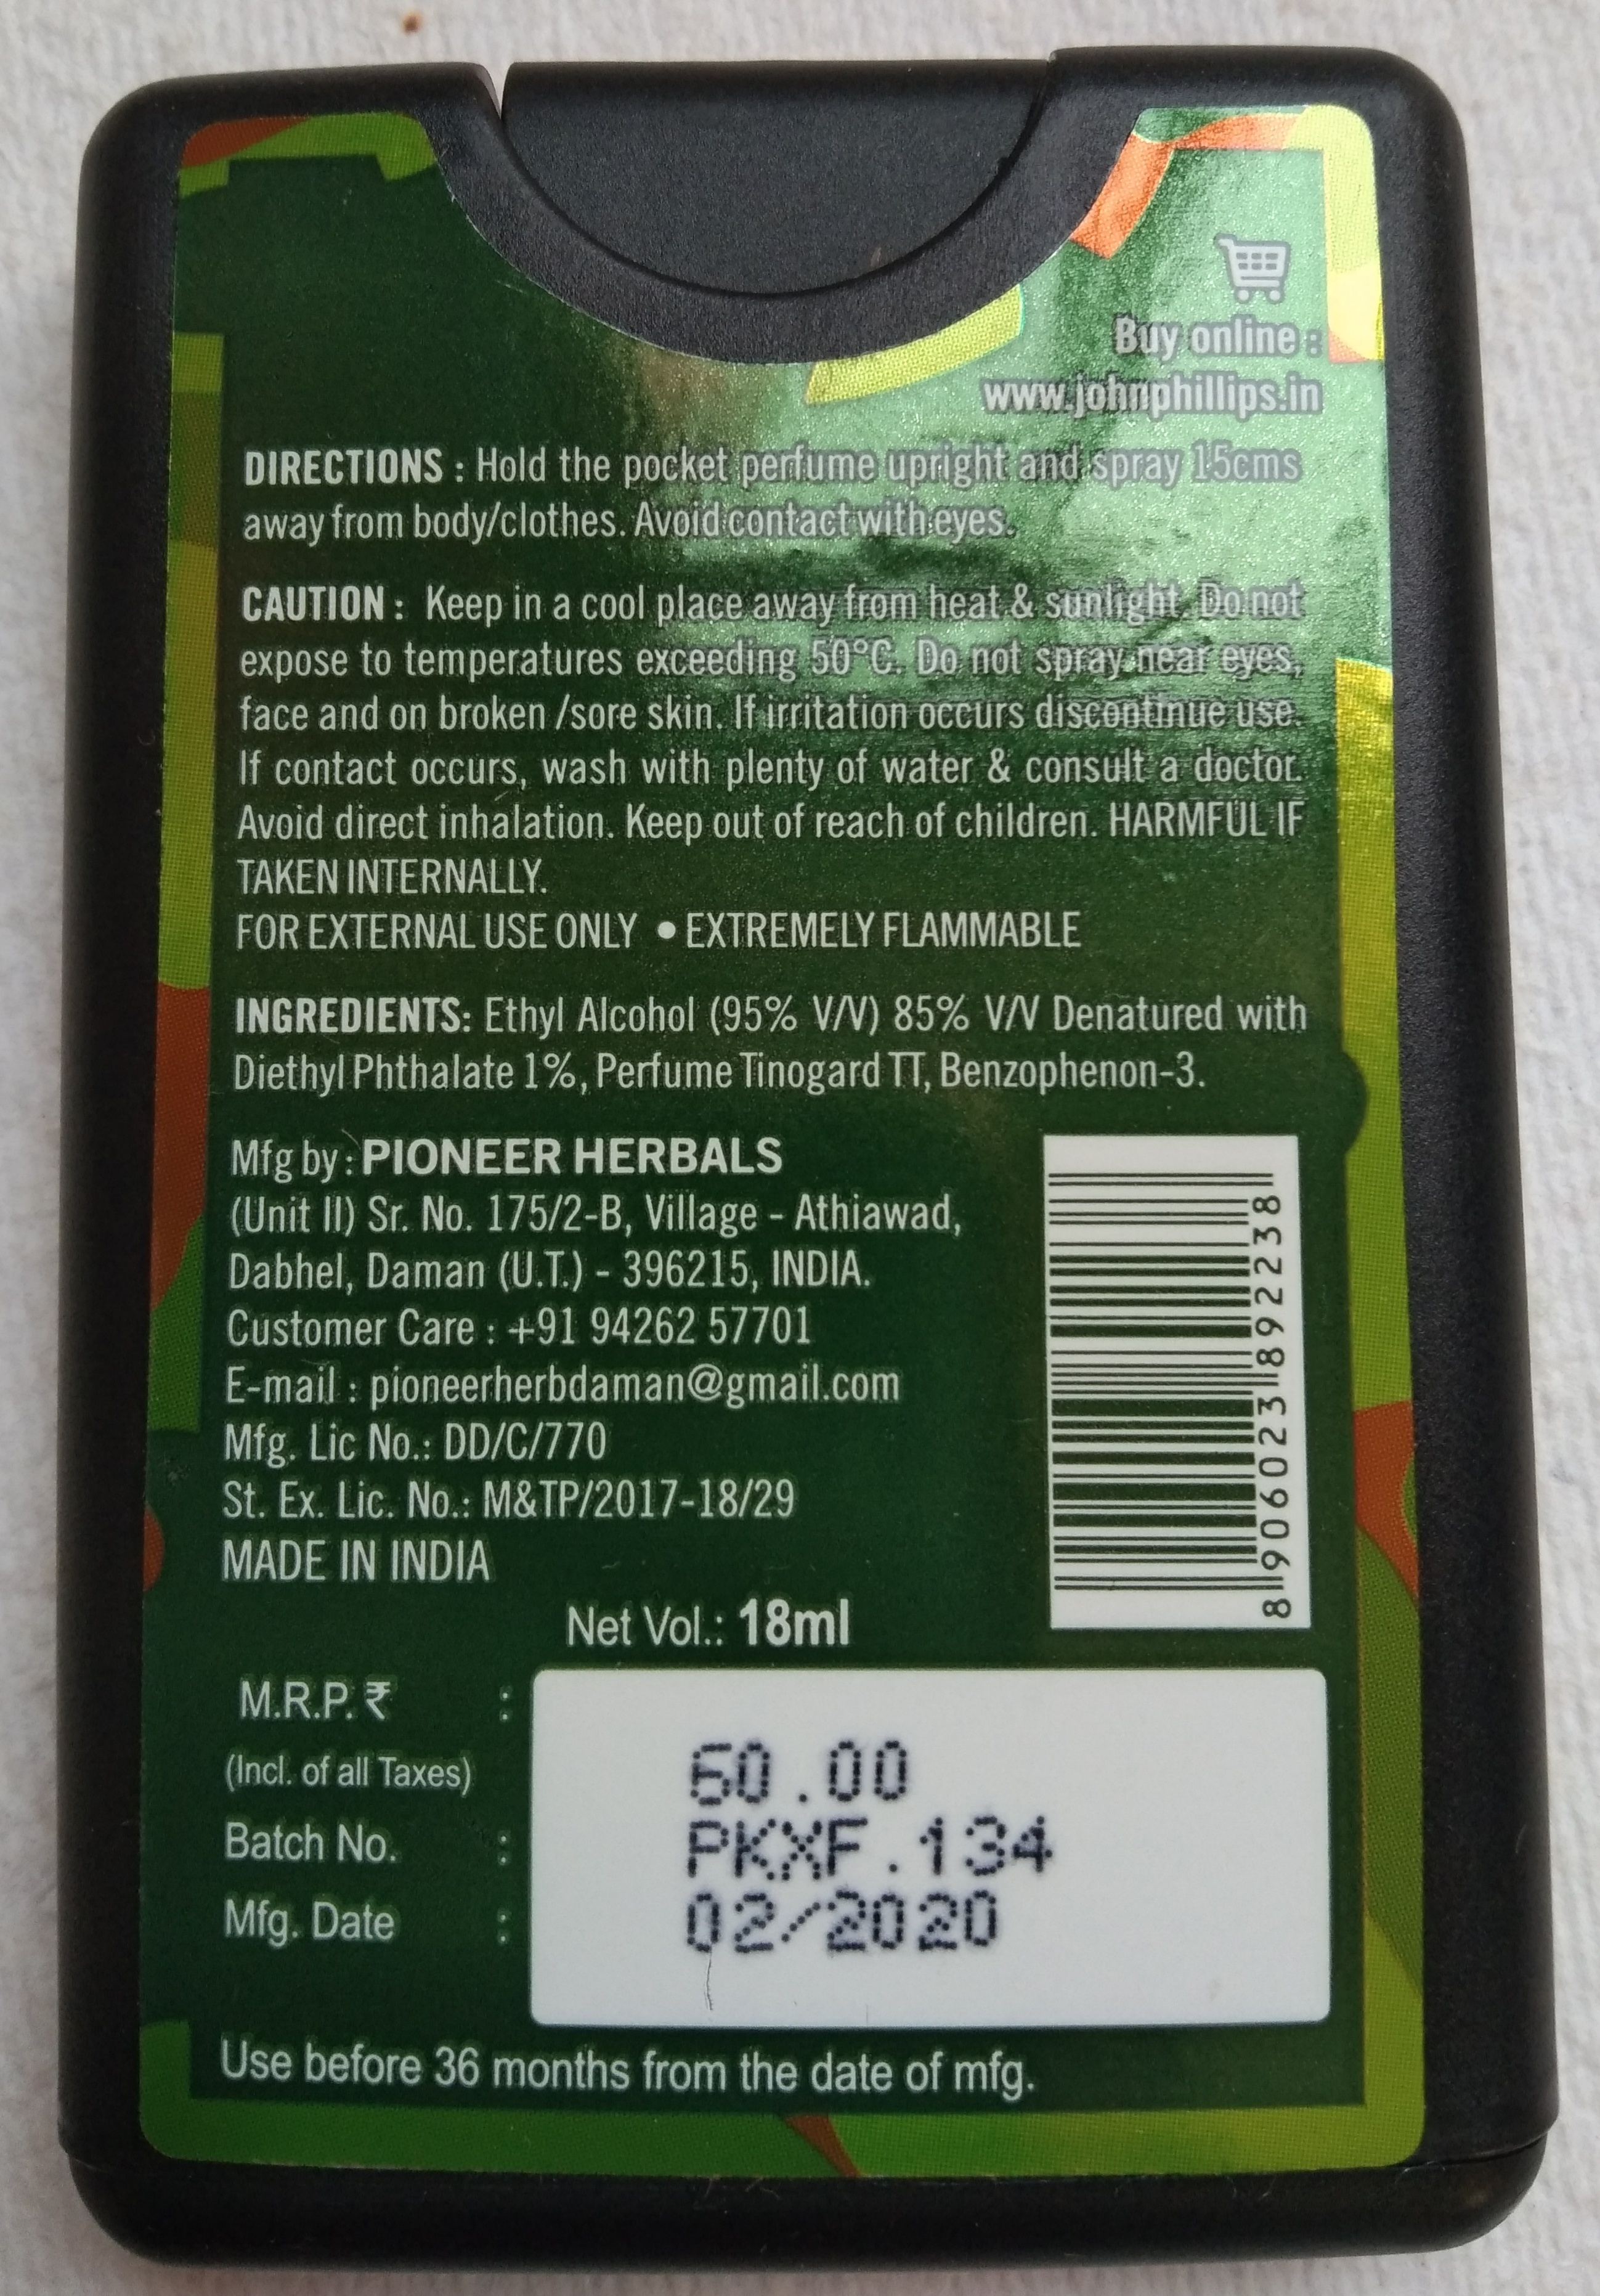 Buy online :
www.johnphillips.in
DIRECTIONS : Hold the pocket perfume upright and spray 15cms
away from body/clothes. Avoid contact with eyes.
CAUTION : Keep in a cool place away from heat & sunlight. Do not
expose to temperatures exceeding 50°C. Do not spray near eyes,
face and on broken /sore skin. If irritation occurs discontinue use.
If contact occurs, wash with plenty of water & consult a doctor.
Avoid direct inhalation. Keep out of reach of children. HARMFUL IF
TAKEN INTERNALLY.
FOR EXTERNAL USE ONLY • EXTREMELY FLAMMABLE
INGREDIENTS: Ethyl Alcohol (95% V/V) 85% V/V Denatured with
Diethyl Phthalate 1%, Perfume Tinogard TT, Benzophenon-3.
Mfg by : PIONEER HERBALS
(Unit II) Sr. No. 175/2-B, Village - Athiawad,
Dabhel, Daman (U.T.) - 396215, INDIA.
Customer Care : +91 94262 57701
E-mail : pioneerherbdaman@gmail.com
Mfg. Lic No.: DD/C/770
St. Ex. Lic. No.: M&TP/2017-18/29
MADE IN INDIA
8 906023 892238
Net Vol.: 18ml
M.R.P. ₹ : 60.00
(Incl. of all Taxes)
Batch No. : PKXF.134
Mfg. Date : 02/2020
Use before 36 months from the date of mfg.